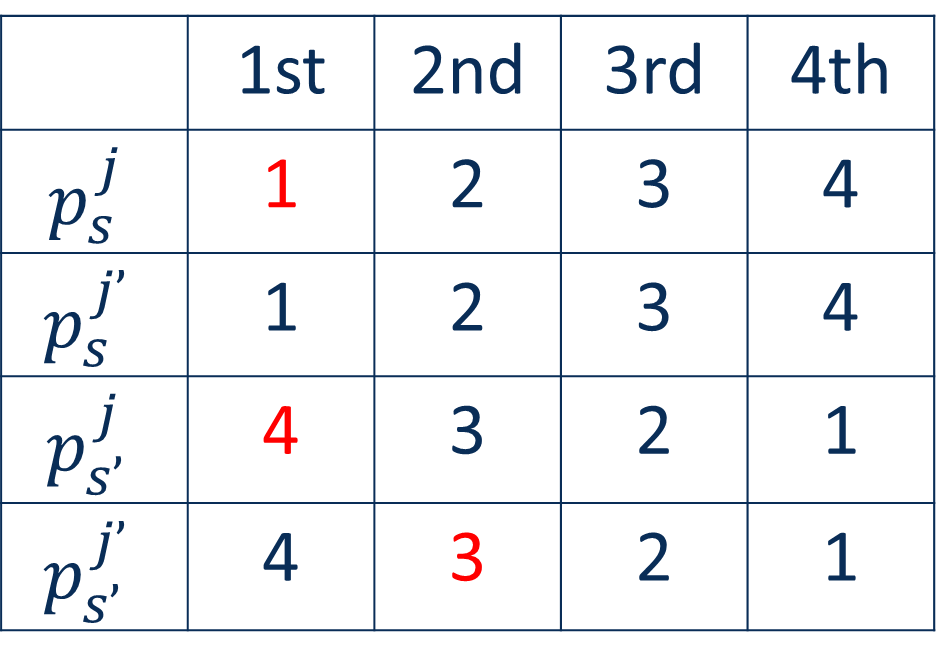 1st 2nd 3rd 4th
p_s^j 1 2 3 4
p_s^j’ 1 2 3 4
p_s’^j 4 3 2 1
p_s’^j’ 4 3 2 1